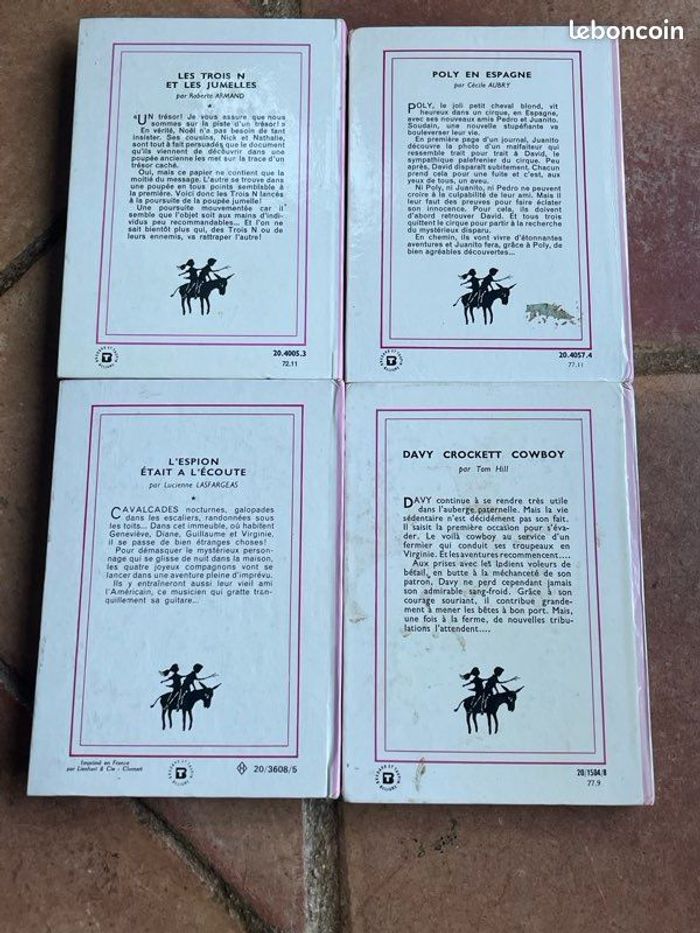 leboncoin
LES TROIS N
ET LES JUMELLES
par Roberte ARMAND
*
"UN trésor! Je vous assure que nous
sommes sur la piste d'un trésor!"
En vérité, Noël n'a pas besoin de tant
insister. Ses cousins, Nick et Nathalie,
sont tout à fait persuadés que le document
qu'ils viennent de découvrir dans une
poupée ancienne les met sur la trace d'un
trésor caché.
Oui, mais ce papier ne contient que la
moitié du message. L'autre se trouve dans
une poupée en tous points semblable à
la première. Voici donc les Trois N lancés
à la poursuite de la poupée jumelle!
Une poursuite mouvementée car il
semble que l'objet soit aux mains d'indi-
vidus peu recommandables... Et l'on ne
sait bientôt plus qui, des Trois N ou de
leurs ennemis, va rattraper l'autre!
20.4005.3
72.11
POLY EN ESPAGNE
par Cécile AUBRY
POLY, le joli petit cheval blond, vit
heureux dans un cirque, en Espagne,
avec ses nouveaux amis Pedro et Juanito.
Soudain, une nouvelle stupéfiante va
bouleverser leur vie.
En première page d'un journal, Juanito
découvre la photo d'un malfaiteur qui
ressemble trait pour trait à David, le
sympathique palefrenier du cirque. Peu
après, David disparaît subitement. Chacun
prend cela pour une fuite et c'est, aux
yeux de tous, un aveu.
Ni Poly, ni Juanito, ni Pedro ne peuvent
croire à la culpabilité de leur ami. Mais il
leur faut des preuves pour faire éclater
son innocence. Pour cela, ils doivent
d'abord retrouver David. Et tous trois
quittent le cirque pour partir à la recherche
du mystérieux disparu.
En chemin, ils vont vivre d'étonnantes
aventures et Juanito fera, grâce à Poly, de
bien agréables découvertes...
20.4057.4
77.11
L'ESPION
ÉTAIT A L'ÉCOUTE
par Lucienne LASFARGEAS
*
CAVALCADES nocturnes, galopades
dans les escaliers, randonnées sous
les toits... Dans cet immeuble, où habitent
Geneviève, Diane, Guillaume et Virginie,
il se passe de bien étranges choses!
Pour démasquer le mystérieux person-
nage qui se glisse de nuit dans la maison,
les quatre joyeux compagnons vont se
lancer dans une aventure pleine d'imprévu.
Ils y entraîneront aussi leur vieil ami
l'Américain, ce musicien qui gratte tran-
quillement sa guitare...
Imprimé en France
par Lienhart & Cie - Clamart
H 20/3608/5
DAVY CROCKETT COWBOY
par Tom Hill
DAVY continue à se rendre très utile
dans l'auberge paternelle. Mais la vie
sédentaire n'est décidément pas son fait.
Il saisit la première occasion pour s'éva-
der. Le voilà cowboy au service d'un
fermier qui conduit ses troupeaux en
Virginie. Et les aventures recommencent....
Aux prises avec les Indiens voleurs de
bétail, en butte à la méchanceté de son
patron, Davy ne perd cependant jamais
son admirable sang-froid. Grâce à son
courage souriant, il contribue grande-
ment à mener les bêtes à bon port. Mais,
une fois à la ferme, de nouvelles tribu-
lations l'attendent....
20/1504/8
77.9